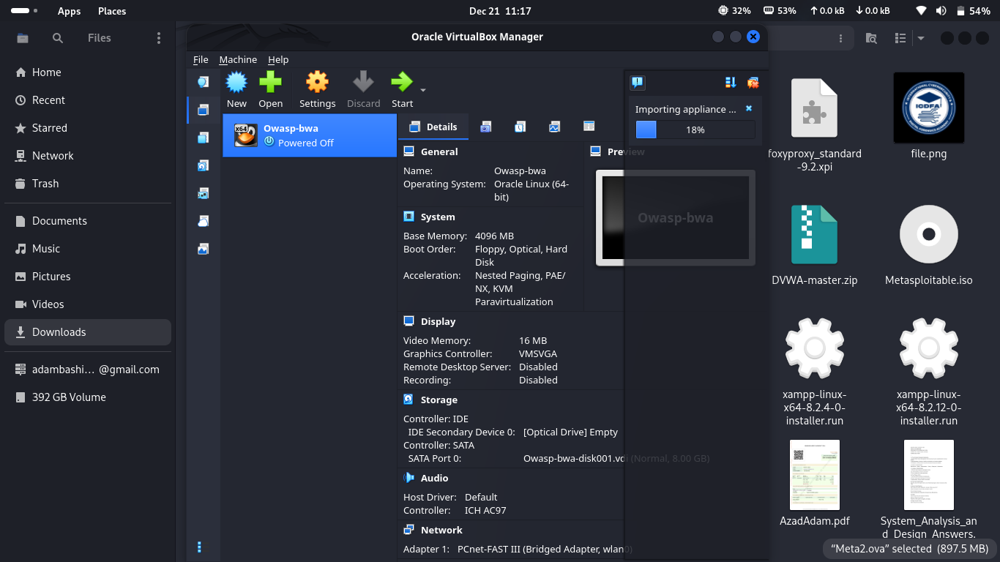 Apps
Places
Dec 21 11:17
32%
53%
0.0 kB
0.0 kB
54%
Files
Home
Recent
Starred
Network
Trash
Documents
Music
Pictures
Videos
Downloads
adambashi… @gmail.com
392 GB Volume
Oracle VirtualBox Manager
File
Machine
Help
New
Open
Settings
Discard
Start
X64
Owasp-bwa
Powered Off
Details
General
Name: Owasp-bwa
Operating System: Oracle Linux (64-
bit)
System
Base Memory: 4096 MB
Boot Order: Floppy, Optical, Hard
Disk
Acceleration: Nested Paging, PAE/
NX, KVM
Paravirtualization
Display
Video Memory: 16 MB
Graphics Controller: VMSVGA
Remote Desktop Server: Disabled
Recording: Disabled
Storage
Controller: IDE
IDE Secondary Device 0: [Optical Drive] Empty
Controller: SATA
SATA Port 0: Owasp-bwa-disk001.vdi (Normal, 8.00 GB)
Audio
Host Driver: Default
Controller: ICH AC97
Network
Adapter 1: PCnet-FAST III (Bridged Adapter, wlan0)
Preview
Owasp-bwa
Importing appliance ...
18%
foxyproxy_standard
-9.2.xpi
ICDFA
file.png
DVWA-master.zip
Metasploitable.iso
xampp-linux-
x64-8.2.4-0-
installer.run
xampp-linux-
x64-8.2.12-0-
installer.run
AzadAdam.pdf
System_Analysis_an
d_Design_Answers.
“Meta2.ova” selected (897.5 MB)